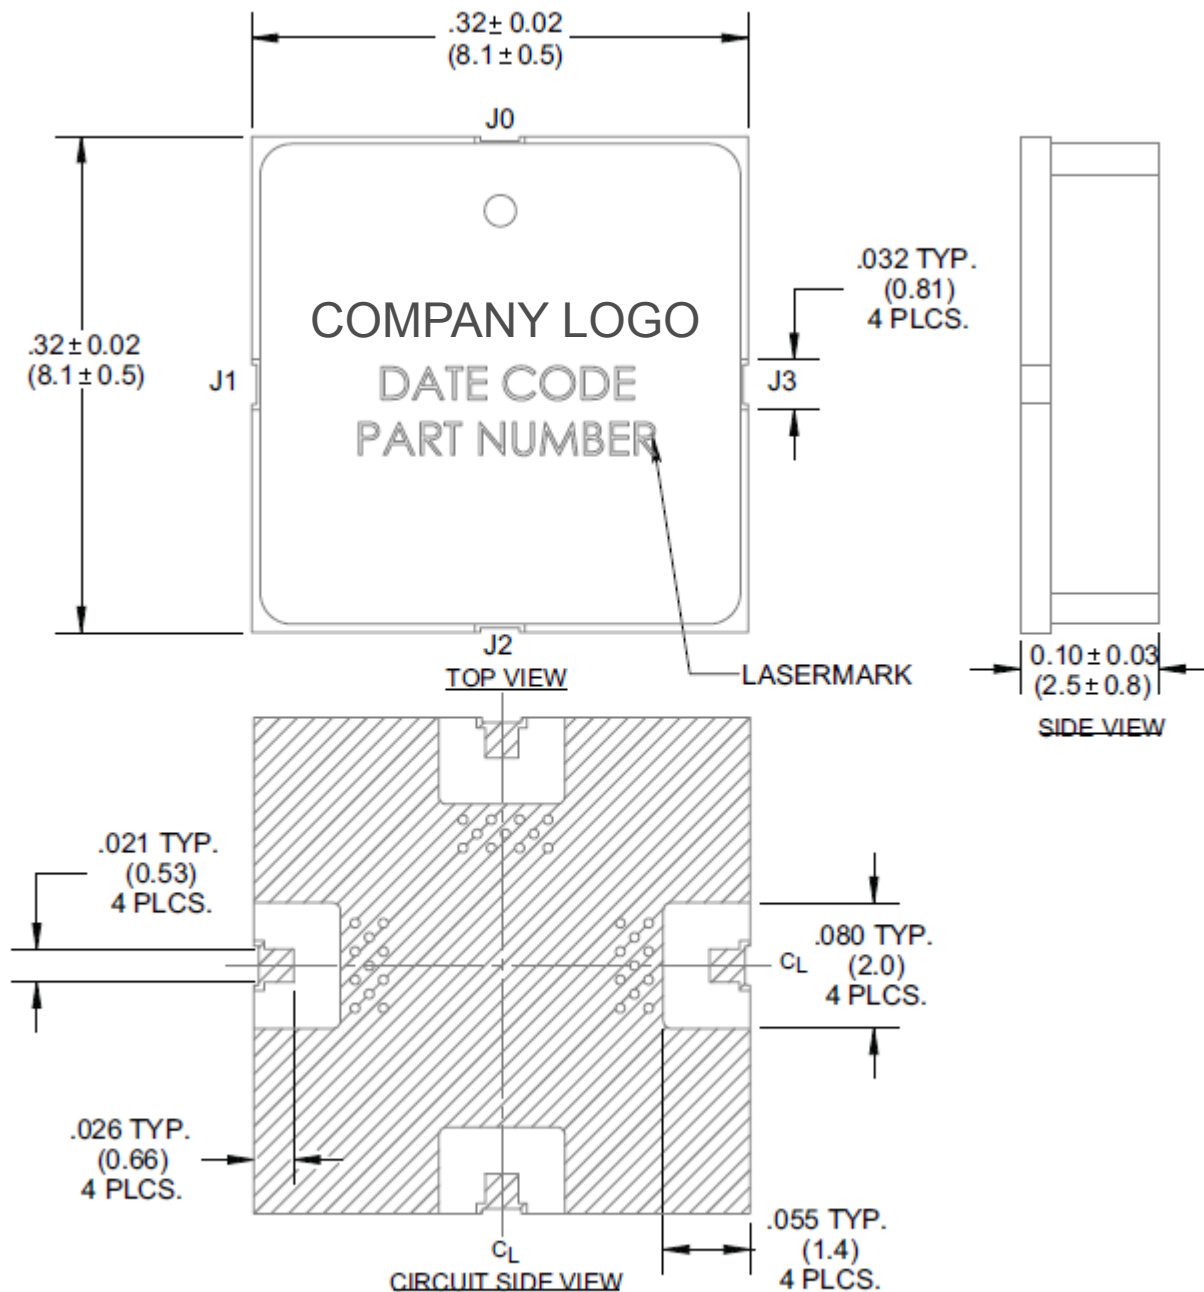 .32± 0.02
(8.1±0.5)
J0
.032 TYP.
(0.81)
4 PLCS.
COMPANY LOGO
.32± 0.02
(8.1±0.5)
J1
DATE CODE
J3
PART NUMBER
J2
TOP VIEW
LASERMARK
0.10±0.03
(2.5±0.8)
SIDE VIEW
.021 TYP.
(0.53)
4 PLCS.
CL
.080 TYP.
(2.0)
4 PLCS.
.026 TYP.
(0.66)
4 PLCS.
.055 TYP.
(1.4)
4 PLCS.
CL
CIRCUIT SIDE VIEW